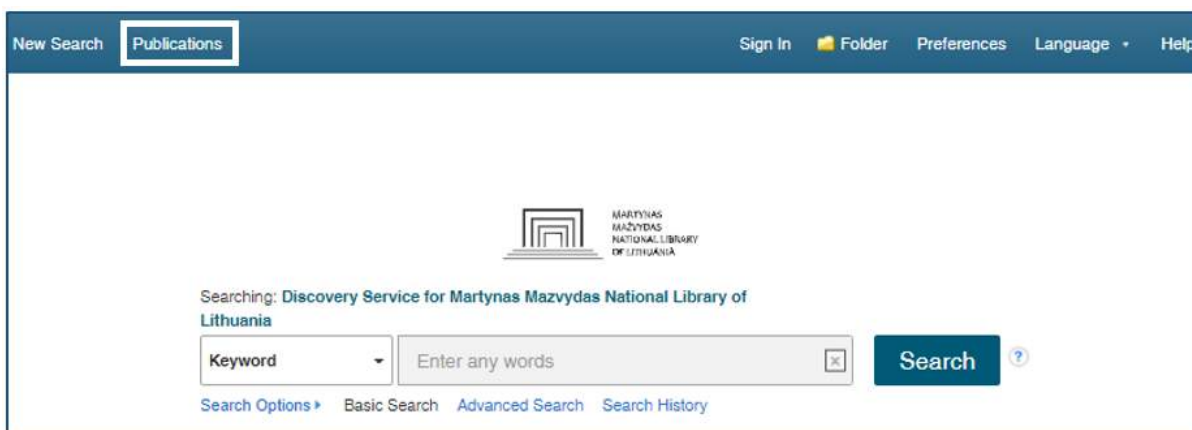 New Search Publications Sign In Folder Preferences Language Help
MARTYNAS
MAŽVYDAS
NATIONAL LIBRARY
OF LITHUANIA
Searching: Discovery Service for Martynas Mazvydas National Library of
Lithuania
Keyword Enter any words Search ?
Search Options Basic Search Advanced Search Search History